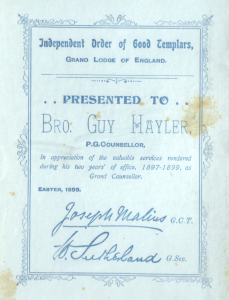 Independent Order of Good Templars,
GRAND LODGE OF ENGLAND.
.. PRESENTED TO ..
BRO: GUY HAYLER,
P.G.COUNSELLOR,
In appreciation of the valuable services rendered
during his two years' of office, 1897-1899, as
Grand Counsellor.
EASTER, 1899.
Joseph Malins G.C.T.
W. Sutherland G.Sec.